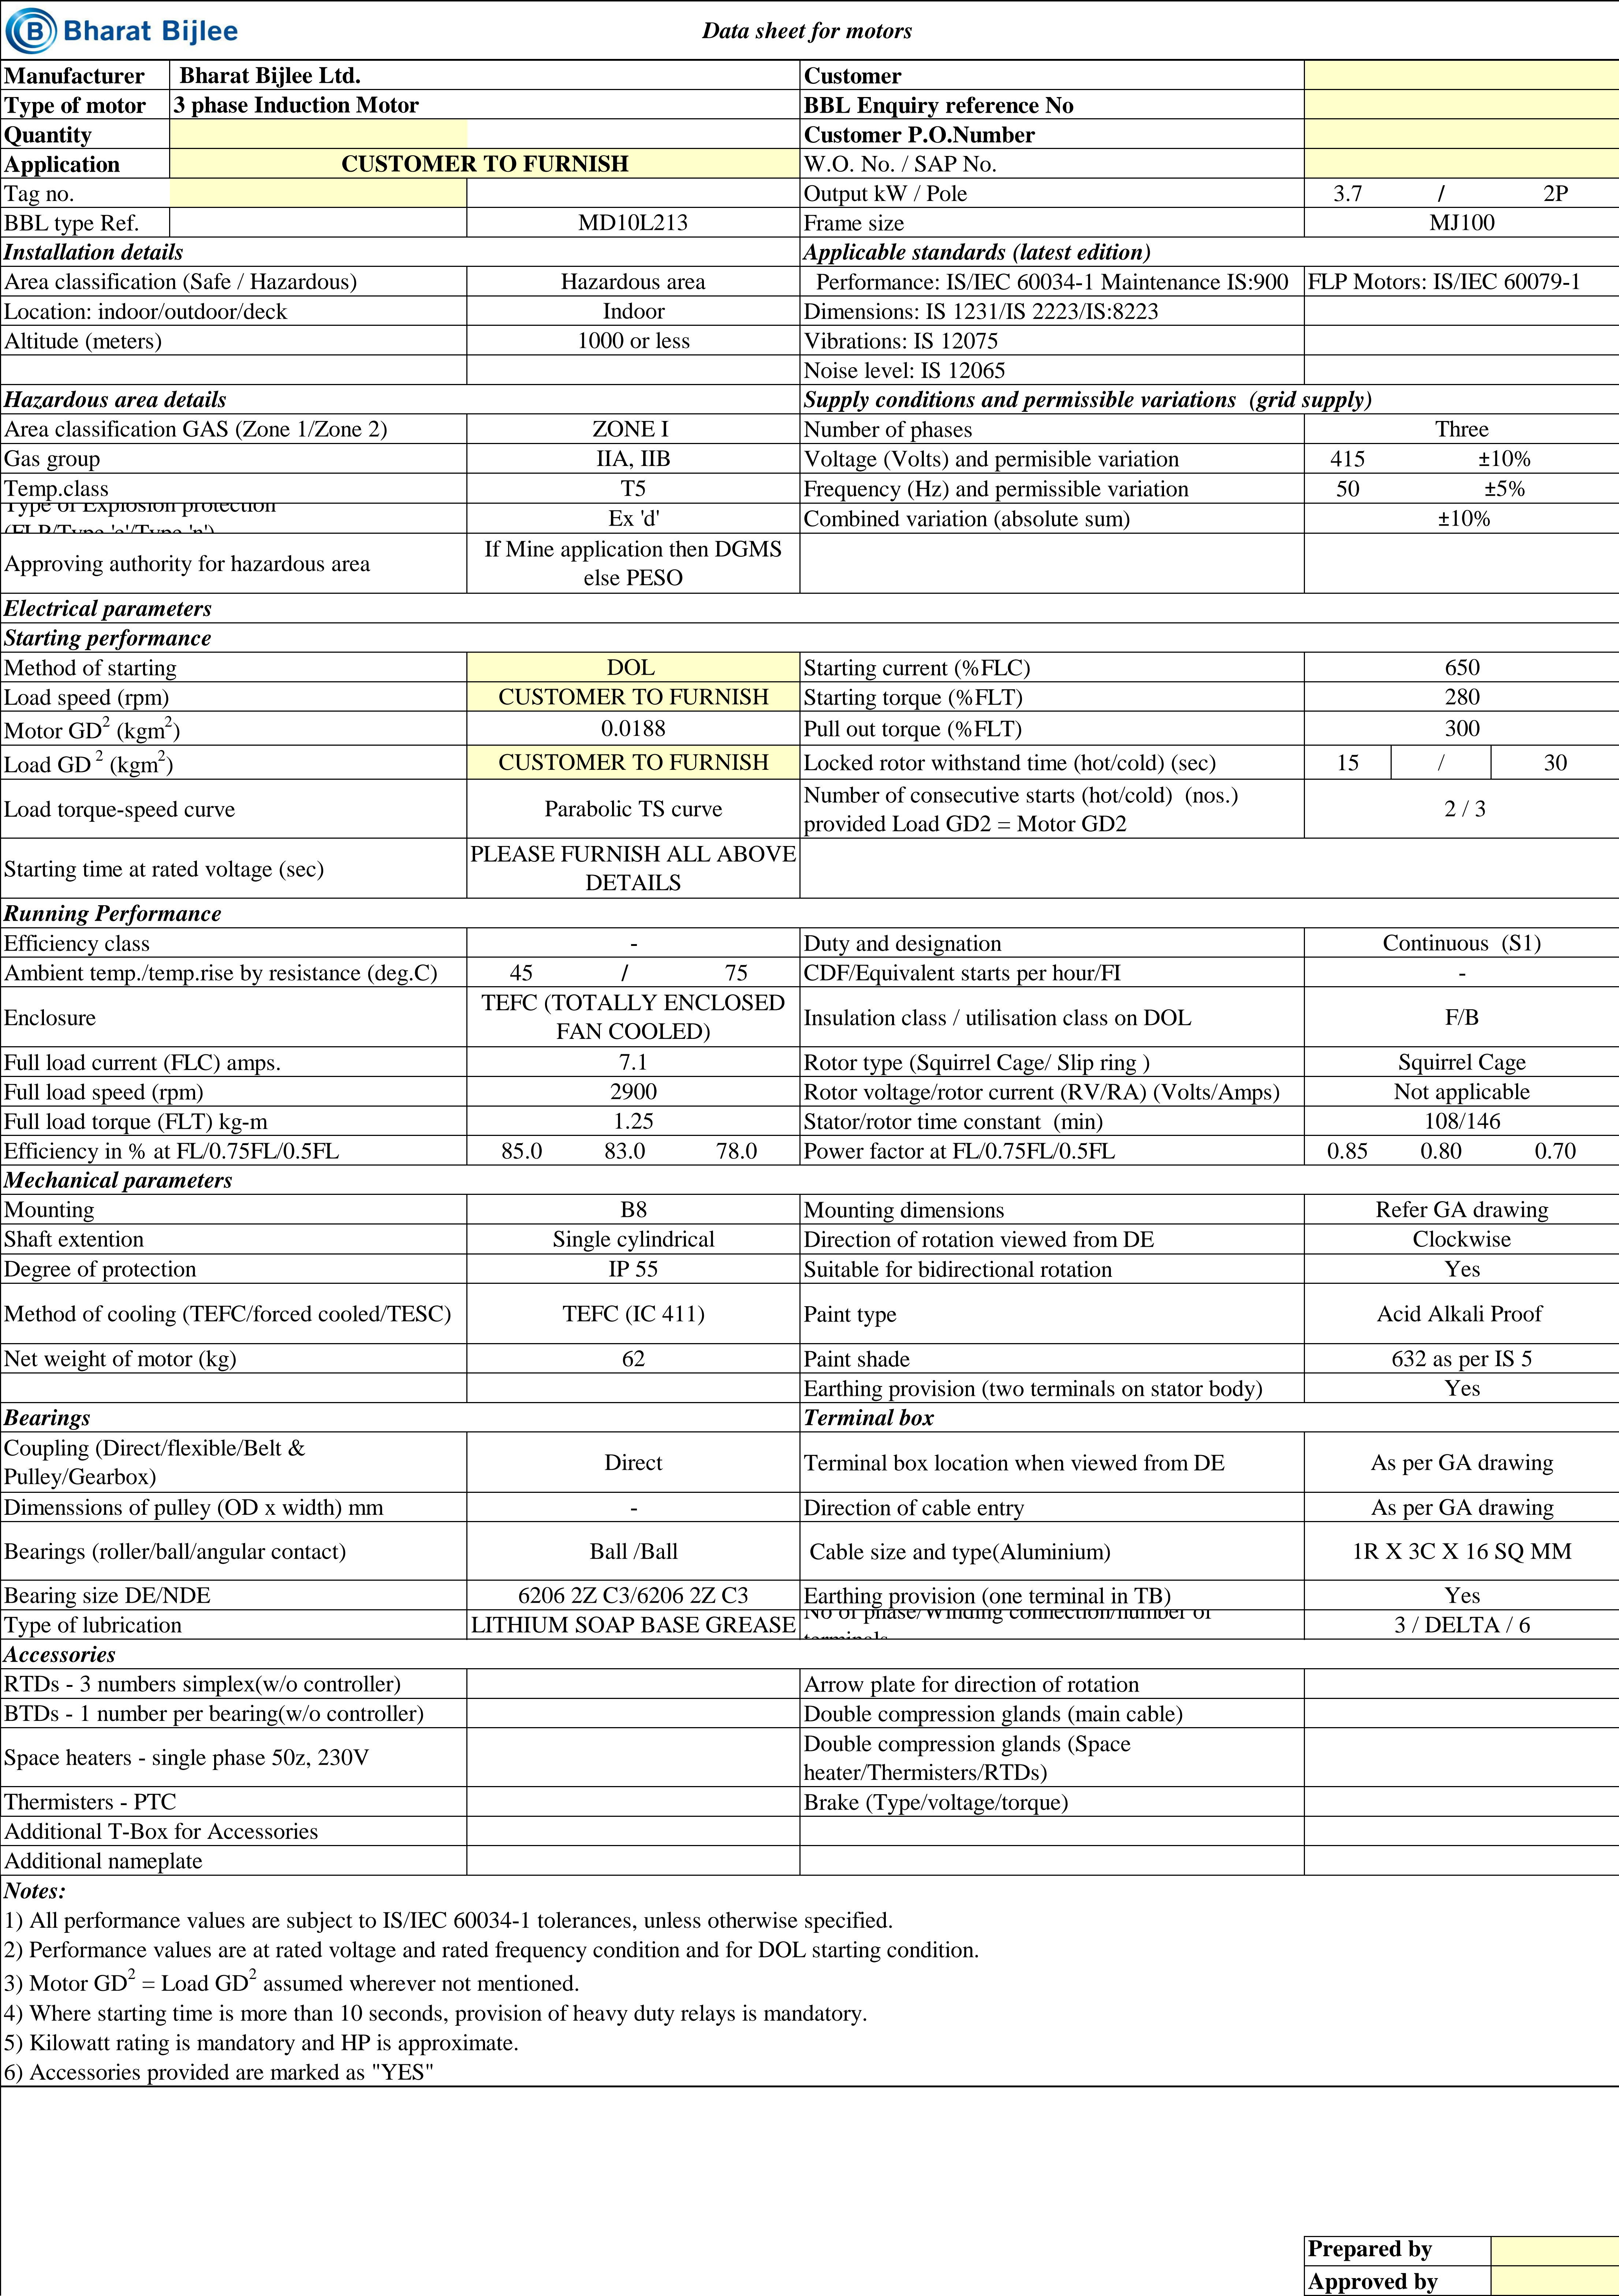 Bharat Bijlee
Data sheet for motors
Manufacturer Bharat Bijlee Ltd. Customer
Type of motor 3 phase Induction Motor BBL Enquiry reference No
Quantity Customer P.O.Number
Application CUSTOMER TO FURNISH W.O. No. / SAP No.
Tag no. Output kW / Pole 3.7 / 2P
BBL type Ref. MD10L213 Frame size MJ100
Installation details Applicable standards (latest edition)
Area classification (Safe / Hazardous) Hazardous area Performance: IS/IEC 60034-1 Maintenance IS:900 FLP Motors: IS/IEC 60079-1
Location: indoor/outdoor/deck Indoor Dimensions: IS 1231/IS 2223/IS:8223
Altitude (meters) 1000 or less Vibrations: IS 12075
Noise level: IS 12065
Hazardous area details Supply conditions and permissible variations (grid supply)
Area classification GAS (Zone 1/Zone 2) ZONE I Number of phases Three
Gas group IIA, IIB Voltage (Volts) and permisible variation 415 ±10%
Temp.class T5 Frequency (Hz) and permissible variation 50 ±5%
Type of Explosion protection
(FLP/Type 'e'/Type 'n') Ex 'd' Combined variation (absolute sum) ±10%
Approving authority for hazardous area If Mine application then DGMS
else PESO
Electrical parameters
Starting performance
Method of starting DOL Starting current (%FLC) 650
Load speed (rpm) CUSTOMER TO FURNISH Starting torque (%FLT) 280
Motor GD2 (kgm2) 0.0188 Pull out torque (%FLT) 300
Load GD 2 (kgm2) CUSTOMER TO FURNISH Locked rotor withstand time (hot/cold) (sec) 15 / 30
Load torque-speed curve Parabolic TS curve Number of consecutive starts (hot/cold) (nos.)
provided Load GD2 = Motor GD2 2 / 3
Starting time at rated voltage (sec) PLEASE FURNISH ALL ABOVE
DETAILS
Running Performance
Efficiency class - Duty and designation Continuous (S1)
Ambient temp./temp.rise by resistance (deg.C) 45 / 75 CDF/Equivalent starts per hour/FI -
Enclosure TEFC (TOTALLY ENCLOSED
FAN COOLED) Insulation class / utilisation class on DOL F/B
Full load current (FLC) amps. 7.1 Rotor type (Squirrel Cage/ Slip ring ) Squirrel Cage
Full load speed (rpm) 2900 Rotor voltage/rotor current (RV/RA) (Volts/Amps) Not applicable
Full load torque (FLT) kg-m 1.25 Stator/rotor time constant (min) 108/146
Efficiency in % at FL/0.75FL/0.5FL 85.0 83.0 78.0 Power factor at FL/0.75FL/0.5FL 0.85 0.80 0.70
Mechanical parameters
Mounting B8 Mounting dimensions Refer GA drawing
Shaft extention Single cylindrical Direction of rotation viewed from DE Clockwise
Degree of protection IP 55 Suitable for bidirectional rotation Yes
Method of cooling (TEFC/forced cooled/TESC) TEFC (IC 411) Paint type Acid Alkali Proof
Net weight of motor (kg) 62 Paint shade 632 as per IS 5
Earthing provision (two terminals on stator body) Yes
Bearings Terminal box
Coupling (Direct/flexible/Belt &
Pulley/Gearbox) Direct Terminal box location when viewed from DE As per GA drawing
Dimenssions of pulley (OD x width) mm - Direction of cable entry As per GA drawing
Bearings (roller/ball/angular contact) Ball /Ball Cable size and type(Aluminium) 1R X 3C X 16 SQ MM
Bearing size DE/NDE 6206 2Z C3/6206 2Z C3 Earthing provision (one terminal in TB) Yes
Type of lubrication LITHIUM SOAP BASE GREASE No of phase/Winding connection/number of
terminals 3 / DELTA / 6
Accessories
RTDs - 3 numbers simplex(w/o controller) Arrow plate for direction of rotation
BTDs - 1 number per bearing(w/o controller) Double compression glands (main cable)
Space heaters - single phase 50z, 230V Double compression glands (Space
heater/Thermisters/RTDs)
Thermisters - PTC Brake (Type/voltage/torque)
Additional T-Box for Accessories
Additional nameplate
Notes:
1) All performance values are subject to IS/IEC 60034-1 tolerances, unless otherwise specified.
2) Performance values are at rated voltage and rated frequency condition and for DOL starting condition.
3) Motor GD2 = Load GD2 assumed wherever not mentioned.
4) Where starting time is more than 10 seconds, provision of heavy duty relays is mandatory.
5) Kilowatt rating is mandatory and HP is approximate.
6) Accessories provided are marked as "YES"
Prepared by
Approved by